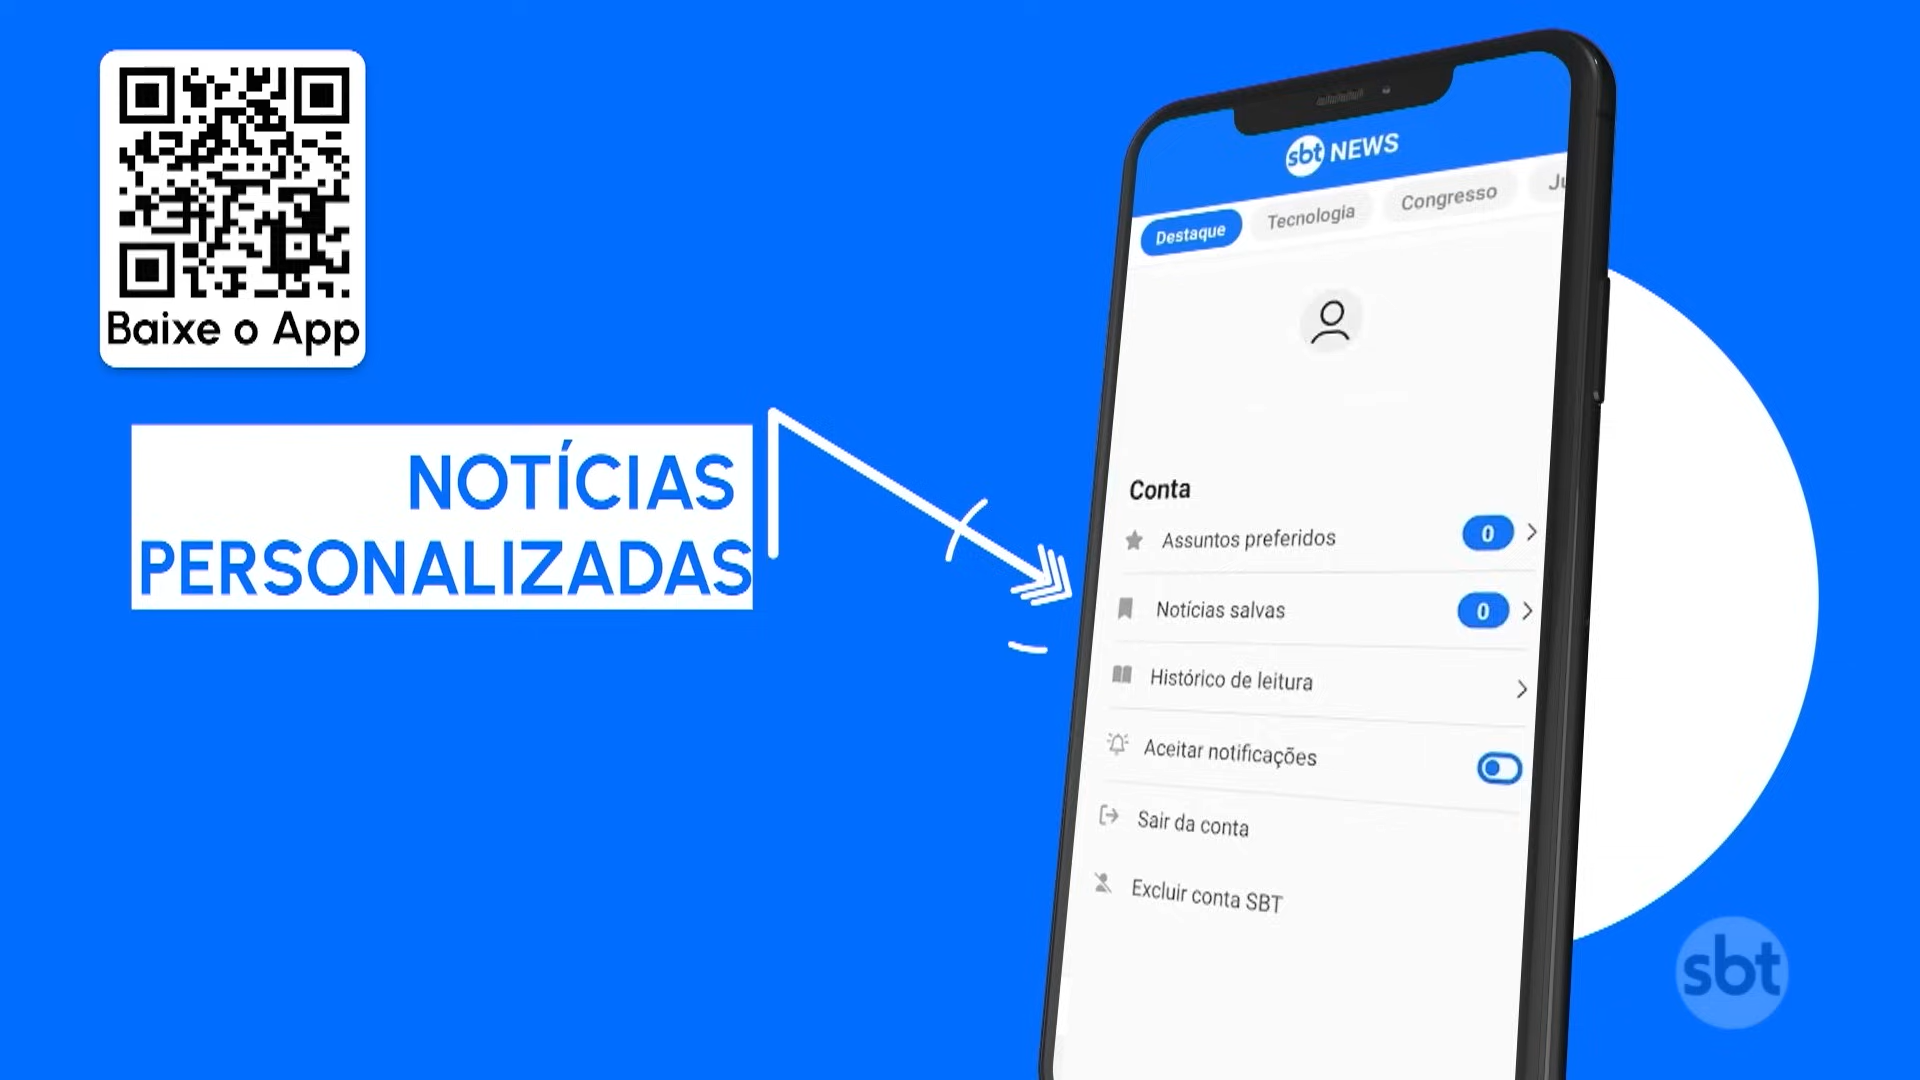 Baixe o App
NOTÍCIAS
PERSONALIZADAS
sbt NEWS
Destaque
Tecnologia
Congresso
Conta
Assuntos preferidos
0
Notícias salvas
0
Histórico de leitura
Aceitar notificações
Sair da conta
Excluir conta SBT
sbt